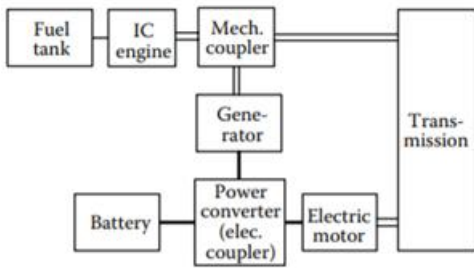 Fuel
tank
IC
engine
Mech.
coupler
Gene-
rator
Trans-
mission
Battery
Power
converter
(elec.
coupler)
Electric
motor